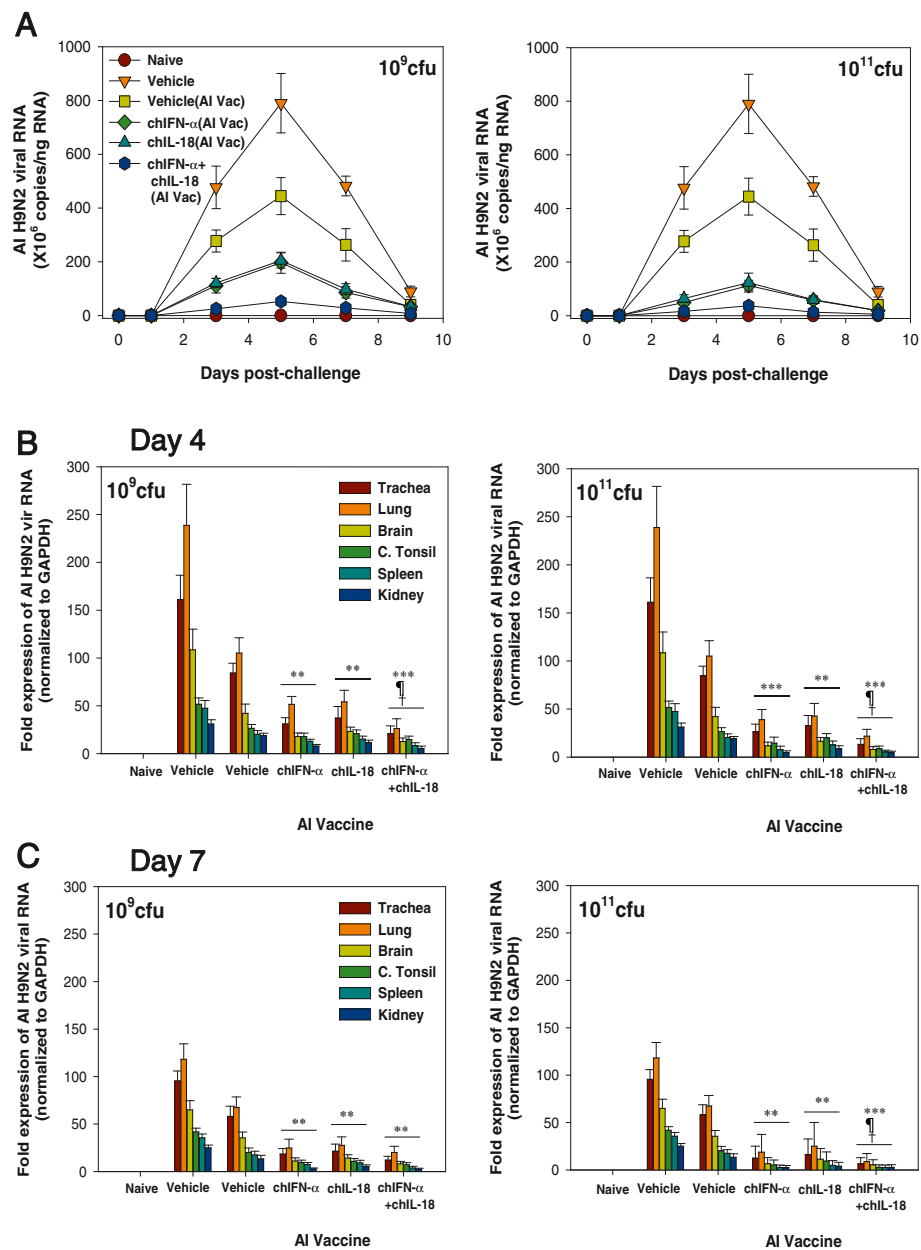 A
AI H9N2 viral RNA
(X10⁶ copies/ng RNA)
1000
800
600
400
200
0
Naive
Vehicle
Vehicle(AI Vac)
chIFN-α(AI Vac)
chIL-18(AI Vac)
chIFN-α+
chIL-18
(AI Vac)
10⁹cfu
0 2 4 6 8 10
Days post-challenge
AI H9N2 viral RNA
(X10⁶ copies/ng RNA)
1000
800
600
400
200
0
10¹¹cfu
0 2 4 6 8 10
Days post-challenge
B Day 4
Fold expression of AI H9N2 vir RNA
(normalized to GAPDH)
300
250
200
150
100
50
0
10⁹cfu
Trachea
Lung
Brain
C. Tonsil
Spleen
Kidney
** ** ***
¶
Naive Vehicle Vehicle chIFN-α chIL-18 chIFN-α
+chIL-18
AI Vaccine
Fold expression of AI H9N2 viral RNA
(normalized to GAPDH)
300
250
200
150
100
50
0
10¹¹cfu
*** ** ***
¶
Naive Vehicle Vehicle chIFN-α chIL-18 chIFN-α
+chIL-18
AI Vaccine
C Day 7
Fold expression of AI H9N2 viral RNA
(normalized to GAPDH)
300
250
200
150
100
50
0
10⁹cfu
Trachea
Lung
Brain
C. Tonsil
Spleen
Kidney
** ** **
Naive Vehicle Vehicle chIFN-α chIL-18 chIFN-α
+chIL-18
AI Vaccine
Fold expression of AI H9N2 viral RNA
(normalized to GAPDH)
300
250
200
150
100
50
0
10¹¹cfu
** ** ***
¶
Naive Vehicle Vehicle chIFN-α chIL-18 chIFN-α
+chIL-18
AI Vaccine